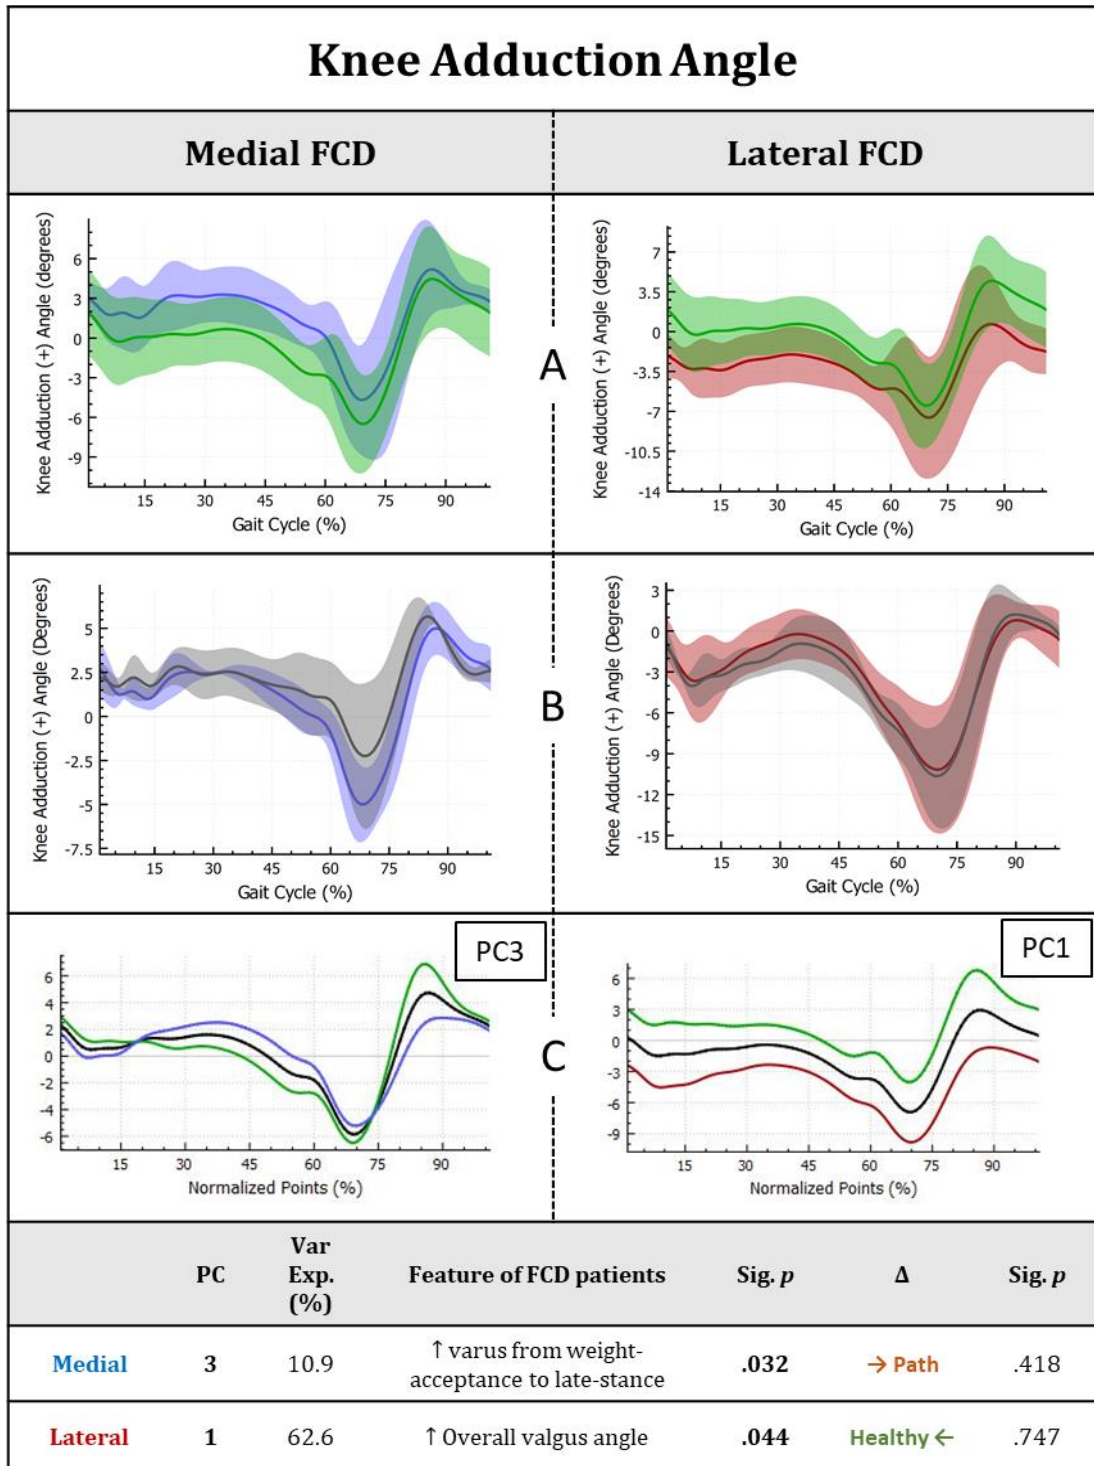 Knee Adduction Angle
Medial FCD
Lateral FCD
Knee Adduction (+) Angle (degrees)
6
3
0
-3
-6
-9
15 30 45 60 75 90
Gait Cycle (%)
A
Knee Adduction (+) Angle (degrees)
7
3.5
0
-3.5
-7
-10.5
-14
15 30 45 60 75 90
Gait Cycle (%)
Knee Adduction (+) Angle (Degrees)
5
2.5
0
-2.5
-5
-7.5
15 30 45 60 75 90
Gait Cycle (%)
B
Knee Adduction (+) Angle (Degrees)
3
0
-3
-6
-9
-12
-15
15 30 45 60 75 90
Gait Cycle (%)
PC3
6
4
2
0
-2
-4
-6
15 30 45 60 75 90
Normalized Points (%)
C
PC1
6
3
0
-3
-6
-9
15 30 45 60 75 90
Normalized Points (%)
PC
Var
Exp.
(%)
Feature of FCD patients
Sig. p
Δ
Sig. p
Medial
3
10.9
↑ varus from weight-
acceptance to late-stance
.032
→ Path
.418
Lateral
1
62.6
↑ Overall valgus angle
.044
Healthy ←
.747